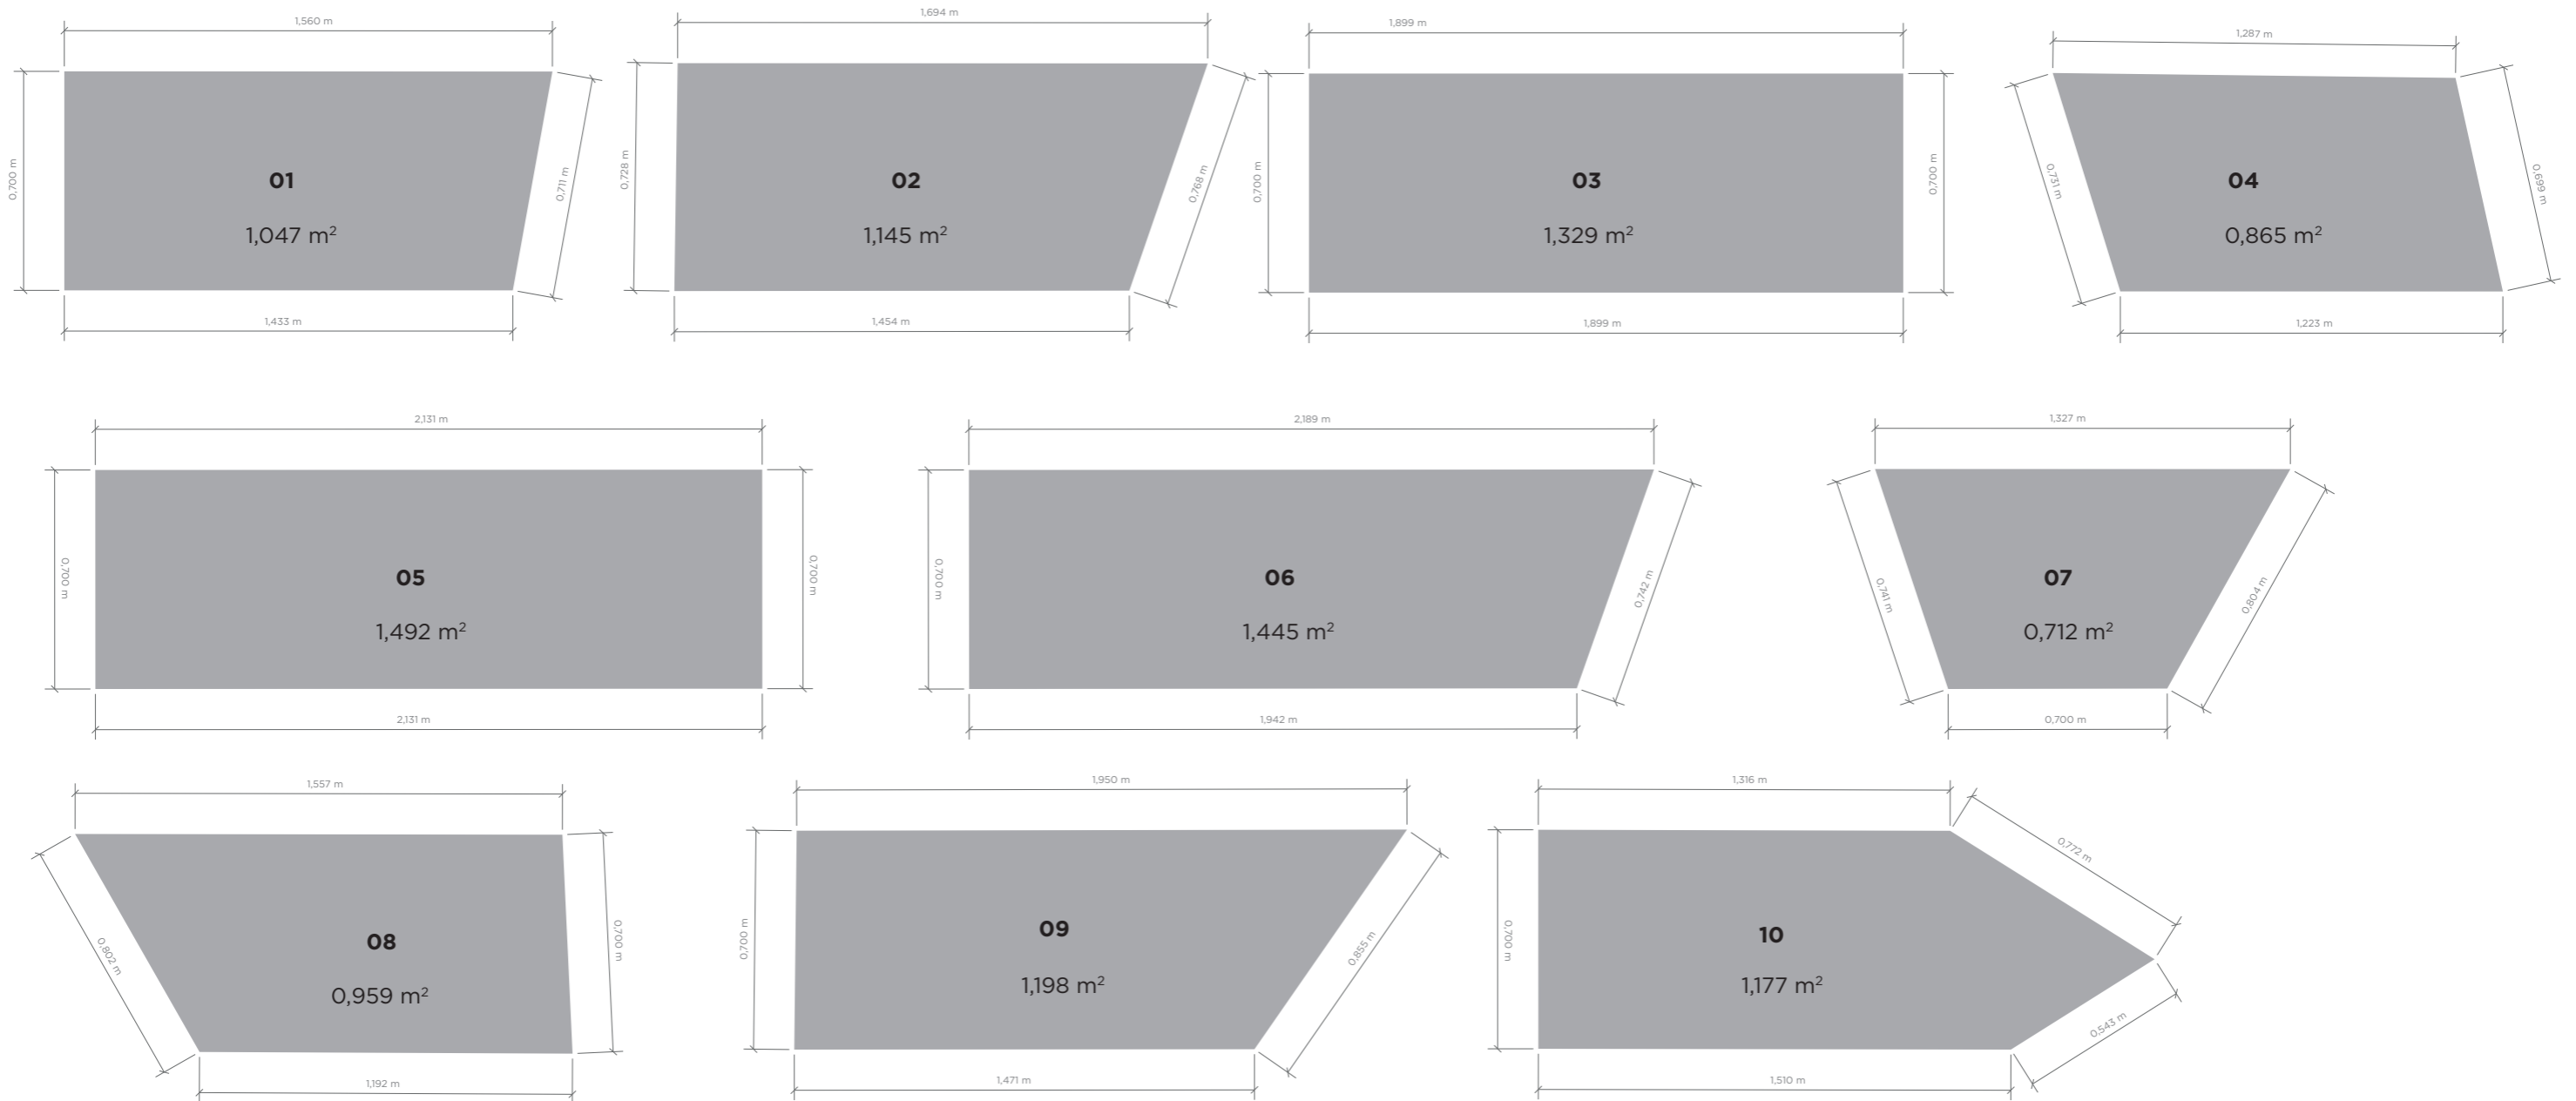 1,560 m
0,700 m
0,711 m
01
1,047 m²
1,433 m
1,694 m
0,728 m
0,768 m
02
1,145 m²
1,454 m
1,899 m
0,700 m
0,700 m
03
1,329 m²
1,899 m
1,287 m
0,731 m
0,699 m
04
0,865 m²
1,223 m
2,131 m
0,700 m
0,700 m
05
1,492 m²
2,131 m
2,189 m
0,700 m
0,742 m
06
1,445 m²
1,942 m
1,327 m
0,741 m
0,804 m
07
0,712 m²
0,700 m
1,557 m
0,802 m
0,700 m
08
0,959 m²
1,192 m
1,950 m
0,700 m
0,855 m
09
1,198 m²
1,471 m
1,316 m
0,772 m
0,700 m
10
1,177 m²
0,543 m
1,510 m